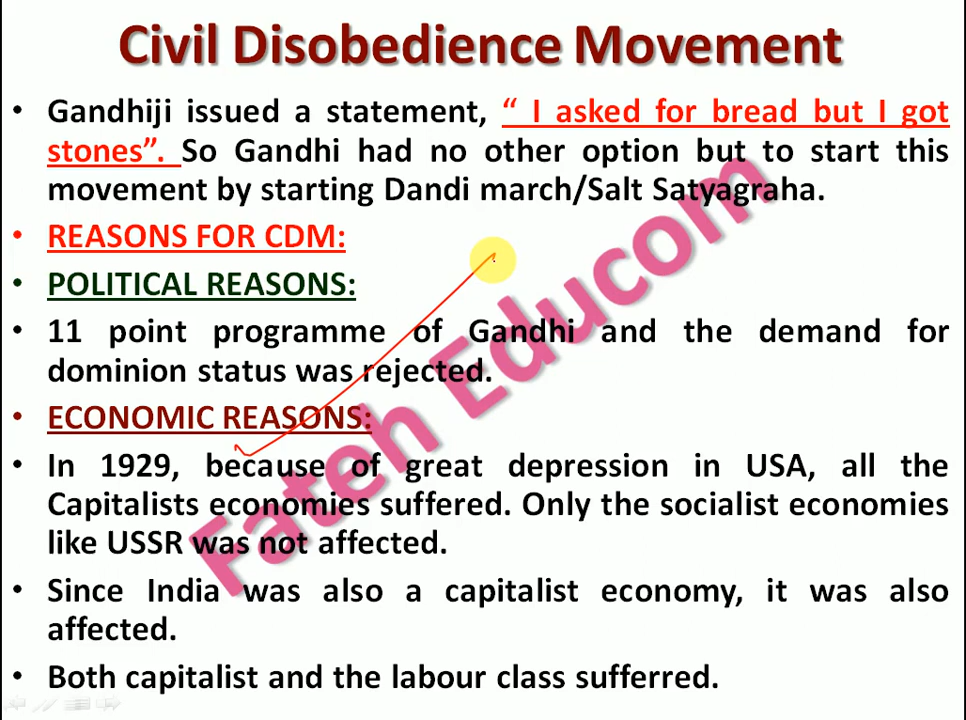 Civil Disobedience Movement
• Gandhiji issued a statement, “ I asked for bread but I got
stones”. So Gandhi had no other option but to start this
movement by starting Dandi march/Salt Satyagraha.
• REASONS FOR CDM:
• POLITICAL REASONS:
• 11 point programme of Gandhi and the demand for
dominion status was rejected.
• ECONOMIC REASONS:
• In 1929, because of great depression in USA, all the
Capitalists economies suffered. Only the socialist economies
like USSR was not affected.
• Since India was also a capitalist economy, it was also
affected.
• Both capitalist and the labour class sufferred.
Fateh Educom